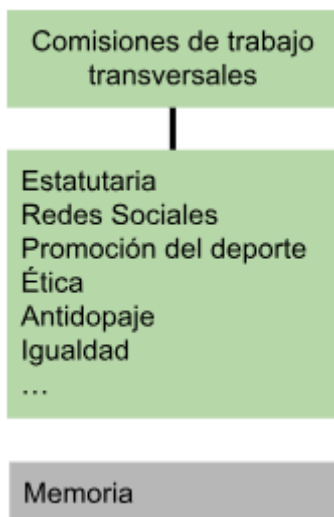 Comisiones de trabajo
transversales
Estatutaria
Redes Sociales
Promoción del deporte
Ética
Antidopaje
Igualdad
…
Memoria